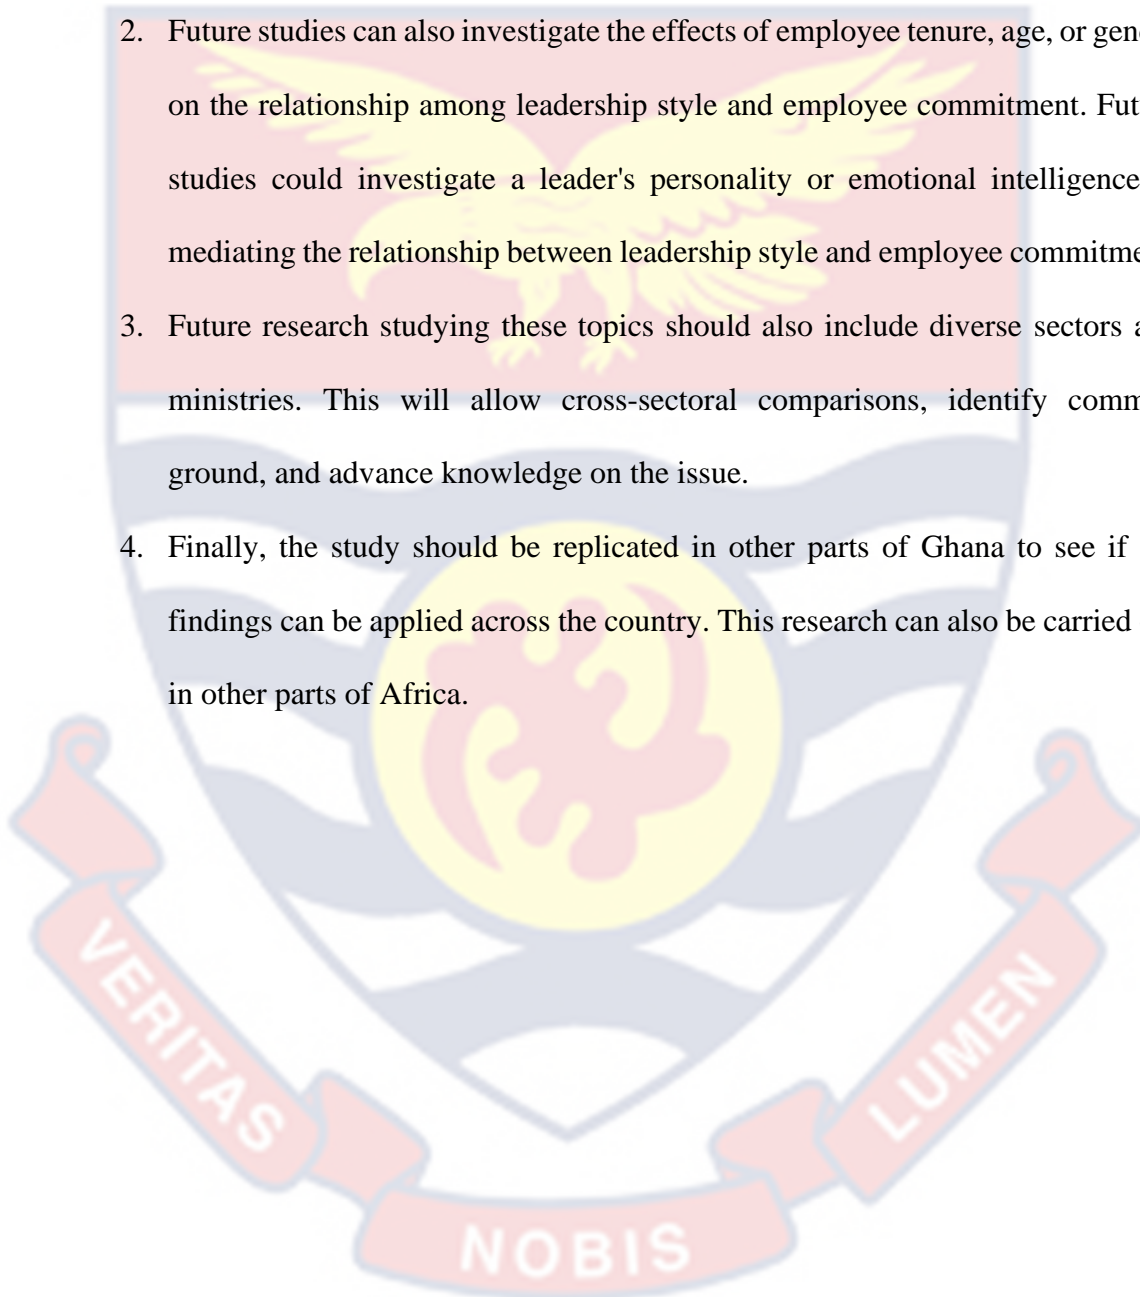 2. Future studies can also investigate the effects of employee tenure, age, or gen
on the relationship among leadership style and employee commitment. Fut
studies could investigate a leader's personality or emotional intelligence
mediating the relationship between leadership style and employee commitm
3. Future research studying these topics should also include diverse sectors a
ministries. This will allow cross-sectoral comparisons, identify comm
ground, and advance knowledge on the issue.
4. Finally, the study should be replicated in other parts of Ghana to see if
findings can be applied across the country. This research can also be carried
in other parts of Africa.
VERITAS
NOBIS
LUMEN